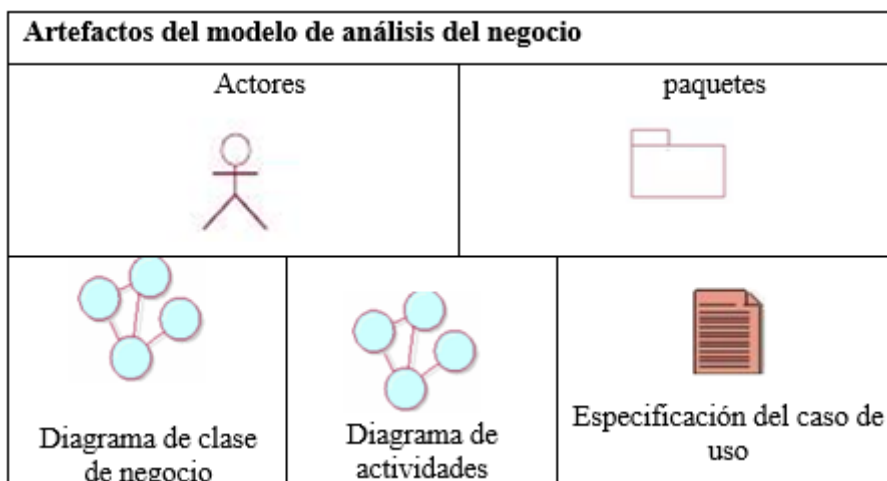 Artefactos del modelo de análisis del negocio
Actores
paquetes
Diagrama de clase
de negocio
Diagrama de
actividades
Especificación del caso de
uso